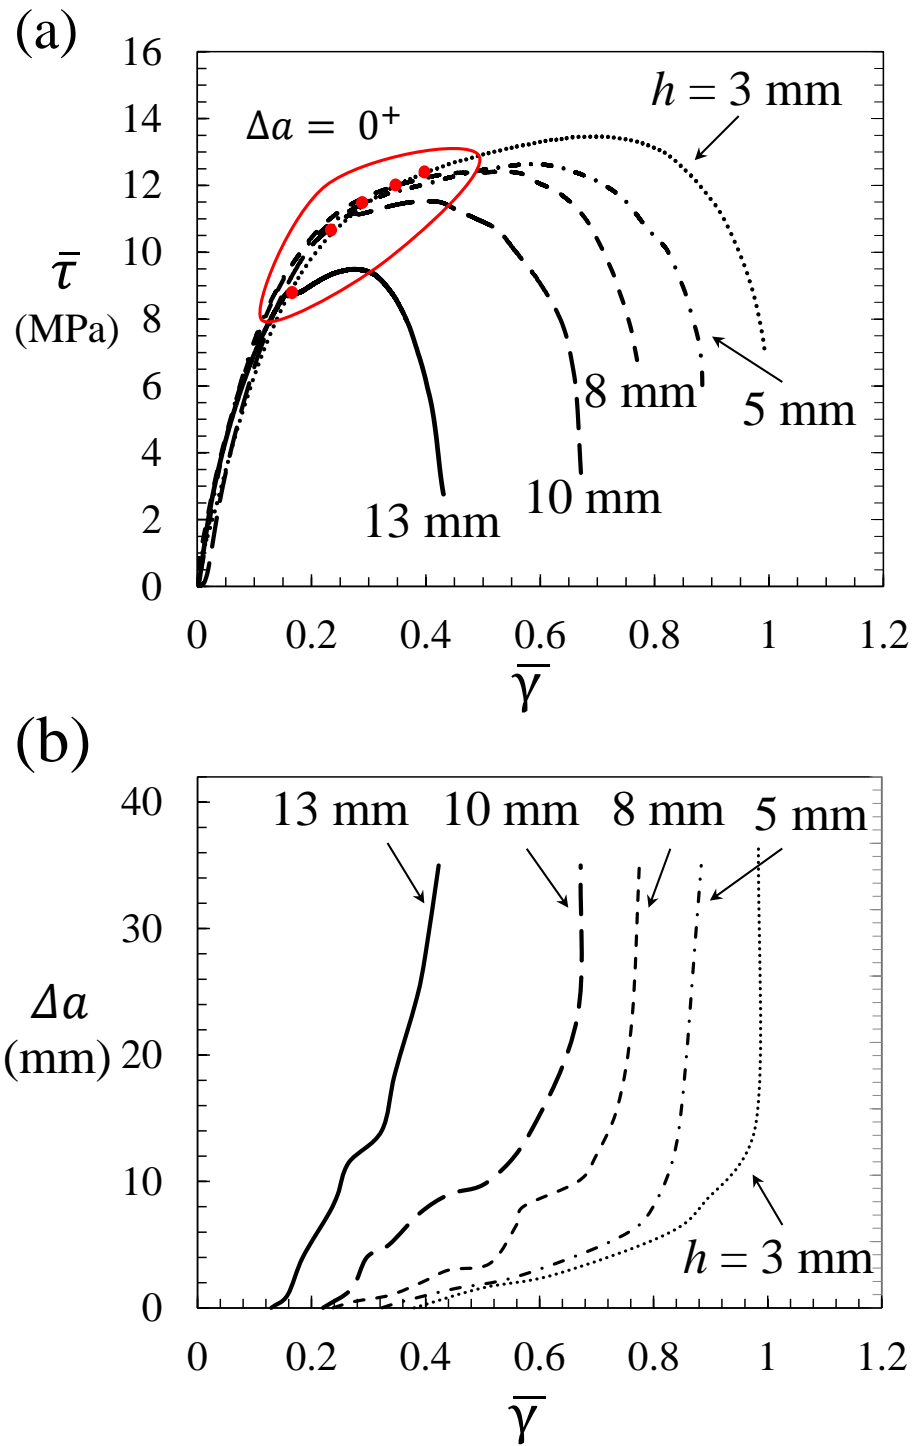 (a)
16
14
12
10
8
6
4
2
0
τ̄
(MPa)
Δa = 0⁺
h = 3 mm
5 mm
8 mm
10 mm
13 mm
0 0.2 0.4 0.6 0.8 1 1.2
γ̄
(b)
40
30
20
10
0
Δa
(mm)
13 mm 10 mm 8 mm 5 mm
h = 3 mm
0 0.2 0.4 0.6 0.8 1 1.2
γ̄